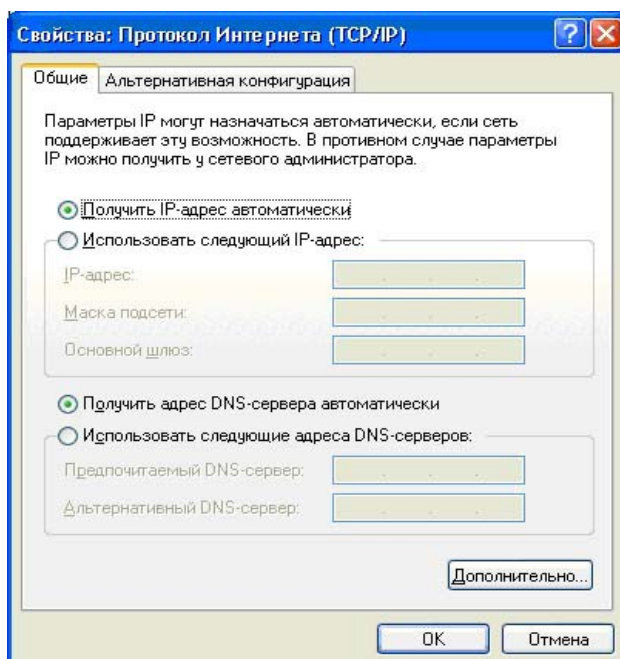 Свойства: Протокол Интернета (TCP/IP)
Общие
Альтернативная конфигурация
Параметры IP могут назначаться автоматически, если сеть
поддерживает эту возможность. В противном случае параметры
IP можно получить у сетевого администратора.
Получить IP-адрес автоматически
Использовать следующий IP-адрес:
IP-адрес:
Маска подсети:
Основной шлюз:
Получить адрес DNS-сервера автоматически
Использовать следующие адреса DNS-серверов:
Предпочитаемый DNS-сервер:
Альтернативный DNS-сервер:
Дополнительно...
OK
Отмена